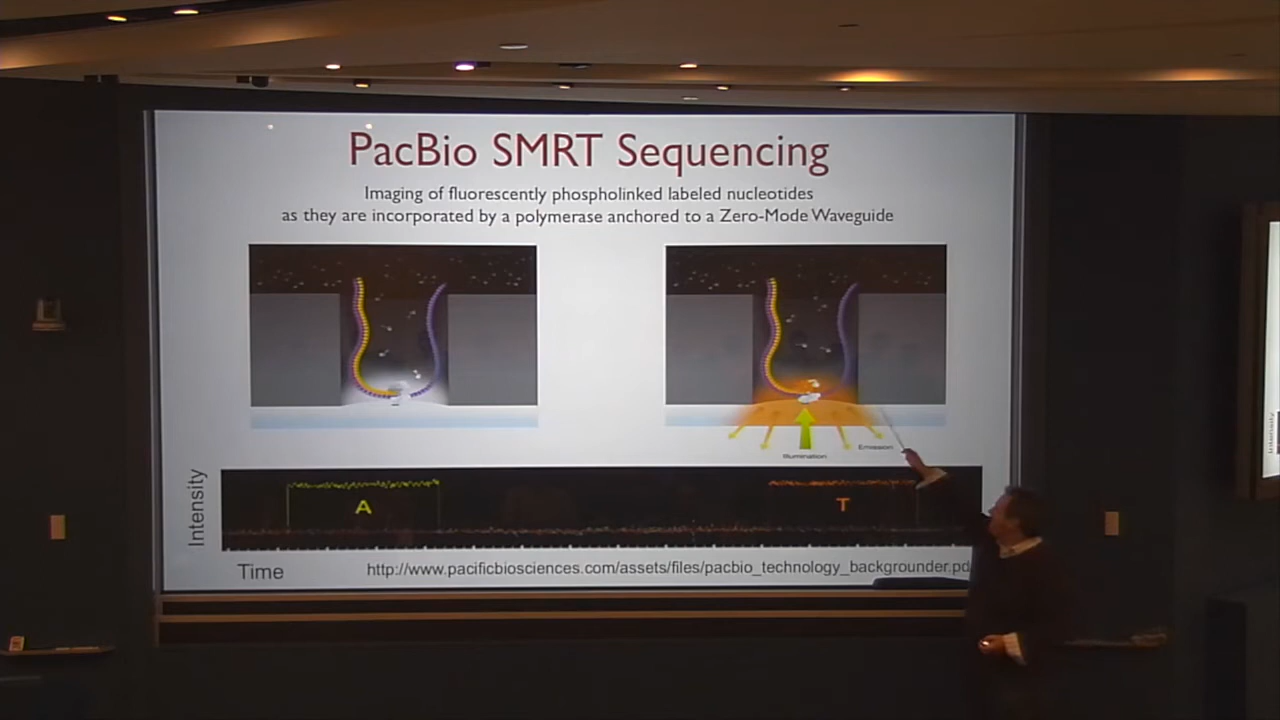 PacBio SMRT Sequencing
Imaging of fluorescently phospholinked labeled nucleotides
as they are incorporated by a polymerase anchored to a Zero-Mode Waveguide
Illumination
Emission
Intensity
A
T
Time
http://www.pacificbiosciences.com/assets/files/pacbio_technology_backgrounder.pd
Intensity